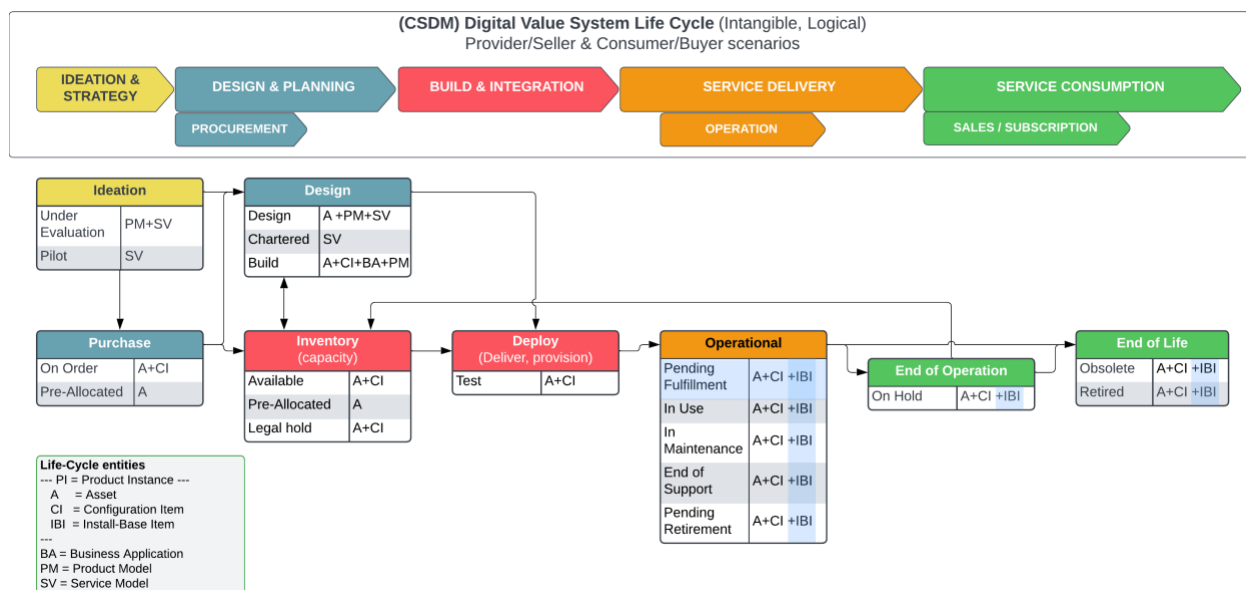 (CSDM) Digital Value System Life Cycle (Intangible, Logical)
Provider/Seller & Consumer/Buyer scenarios
IDEATION &
STRATEGY
DESIGN & PLANNING
BUILD & INTEGRATION
SERVICE DELIVERY
SERVICE CONSUMPTION
PROCUREMENT
OPERATION
SALES / SUBSCRIPTION
Ideation
Under
Evaluation
PM+SV
Pilot
SV
Design
Design
A +PM+SV
Chartered
SV
Build
A+CI+BA+PM
Purchase
On Order
A+CI
Pre-Allocated
A
Inventory
(capacity)
Available
A+CI
Pre-Allocated
A
Legal hold
A+CI
Deploy
(Deliver, provision)
Test
A+CI
Operational
Pending
Fulfillment
A+CI +IBI
In Use
A+CI +IBI
In
Maintenance
A+CI +IBI
End of
Support
A+CI +IBI
Pending
Retirement
A+CI +IBI
End of Operation
On Hold
A+CI +IBI
End of Life
Obsolete
A+CI +IBI
Retired
A+CI +IBI
Life-Cycle entities
--- PI = Product Instance ---
A = Asset
CI = Configuration Item
IBI = Install-Base Item
---
BA = Business Application
PM = Product Model
SV = Service Model